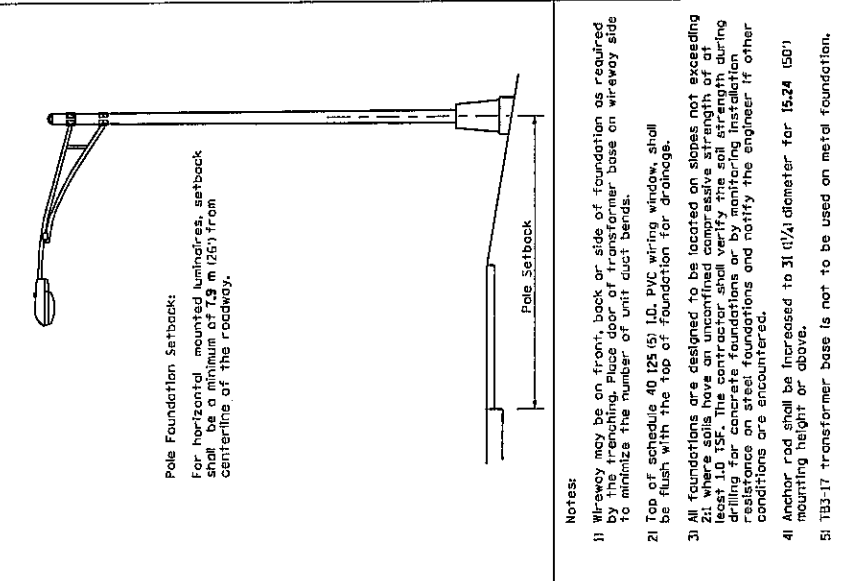 Pole Foundation Setback:
For horizontal mounted luminaires, setback
shall be a minimum of 7.9 m (26') from
centerline of the roadway.
Pole Setback
Notes:
1) Wireway may be on front, back or side of foundation as required
by the trenching. Place door of transformer base on wireway side
to minimize the number of unit duct bends.
2) Top of schedule 40 125 (5) I.D. PVC wiring window, shall
be flush with the top of foundation for drainage.
3) All foundations are designed to be located on slopes not exceeding
2:1 where soils have an unconfined compressive strength of at
least 1.0 TSF. The contractor shall verify the soil strength during
drilling for concrete foundations or by monitoring installation
resistance on steel foundations and notify the engineer if other
conditions are encountered.
4) Anchor rod shall be increased to 31 (1¼) diameter for 15.24 (50')
mounting height or above.
5) TB3-17 transformer base is not to be used on metal foundation.